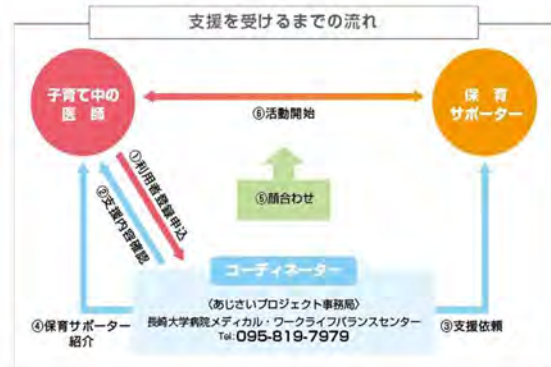 支援を受けるまでの流れ
子育て中の
医 師
保 育
サポーター
⑥活動開始
①利用者登録申込
②支援内容確認
⑤顔合わせ
コーディネーター
〈あじさいプロジェクト事務局〉
長崎大学病院メディカル・ワークライフバランスセンター
Tel:095-819-7979
④保育サポーター
紹介
③支援依頼